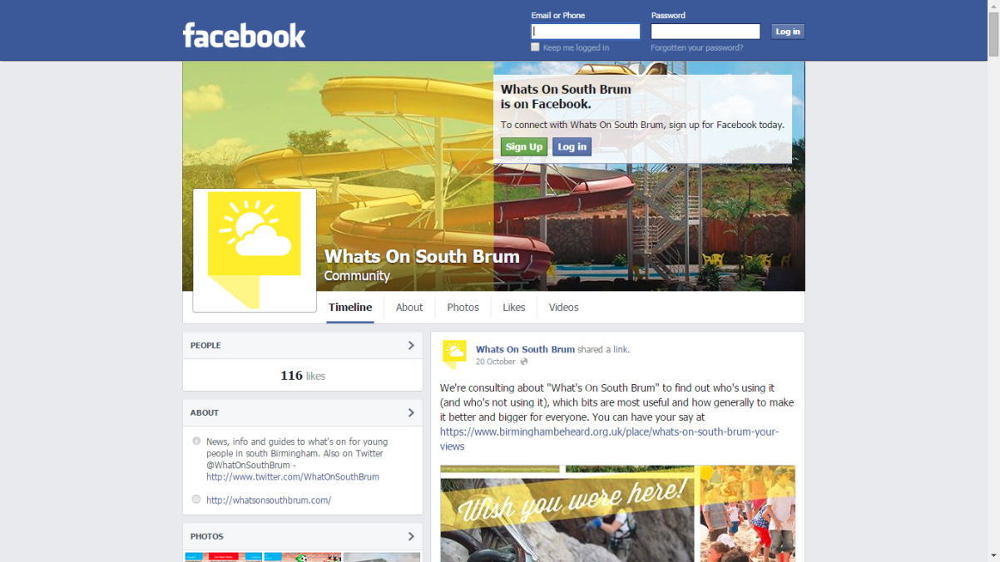 Email or Phone
Password
facebook
Log in
Keep me logged in
Forgotten your password?
Whats On South Brum
is on Facebook.
To connect with Whats On South Brum, sign up for Facebook today.
Sign Up
Log in
Whats On South Brum
Community
Timeline
About
Photos
Likes
Videos
PEOPLE
116 likes
ABOUT
News, info and guides to what's on for young
people in south Birmingham. Also on Twitter
@WhatOnSouthBrum -
http://www.twitter.com/WhatOnSouthBrum
http://whatsonsouthbrum.com/
PHOTOS
Whats On South Brum shared a link.
20 October
We're consulting about "What's On South Brum" to find out who's using it
(and who's not using it), which bits are most useful and how generally to make
it better and bigger for everyone. You can have your say at
https://www.birminghambeheard.org.uk/place/whats-on-south-brum-your-
views
Wish you were here!